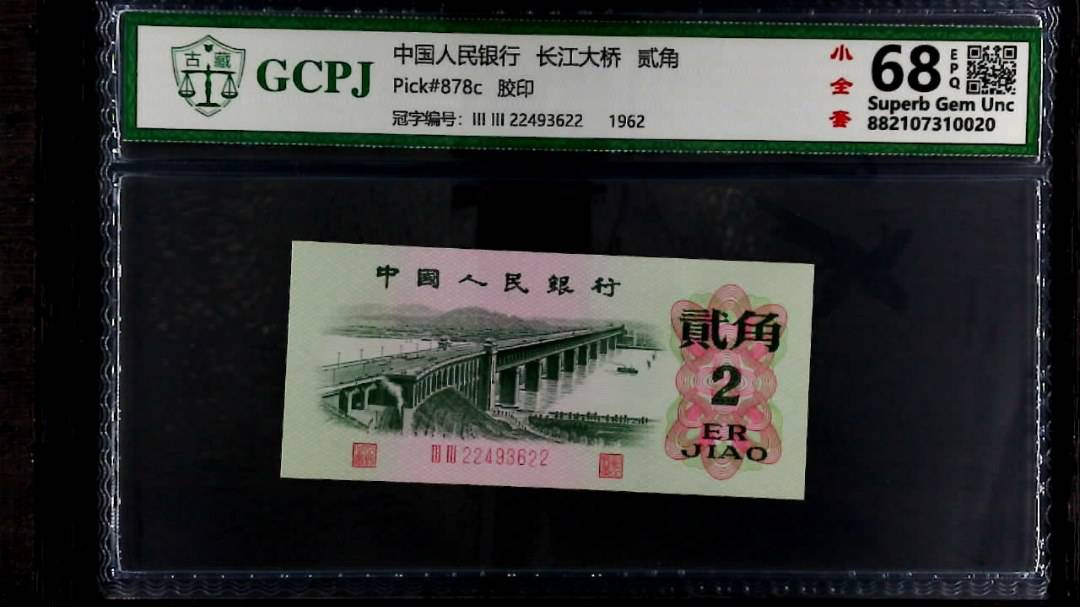 古藏
GCPJ
中国人民银行 长江大桥 贰角
Pick#878c 胶印
冠字编号: III III 22493622 1962
小全套
68 EPQ
Superb Gem Unc
882107310020
中國人民銀行
貳角
2
ER
JIAO
III III 22493622